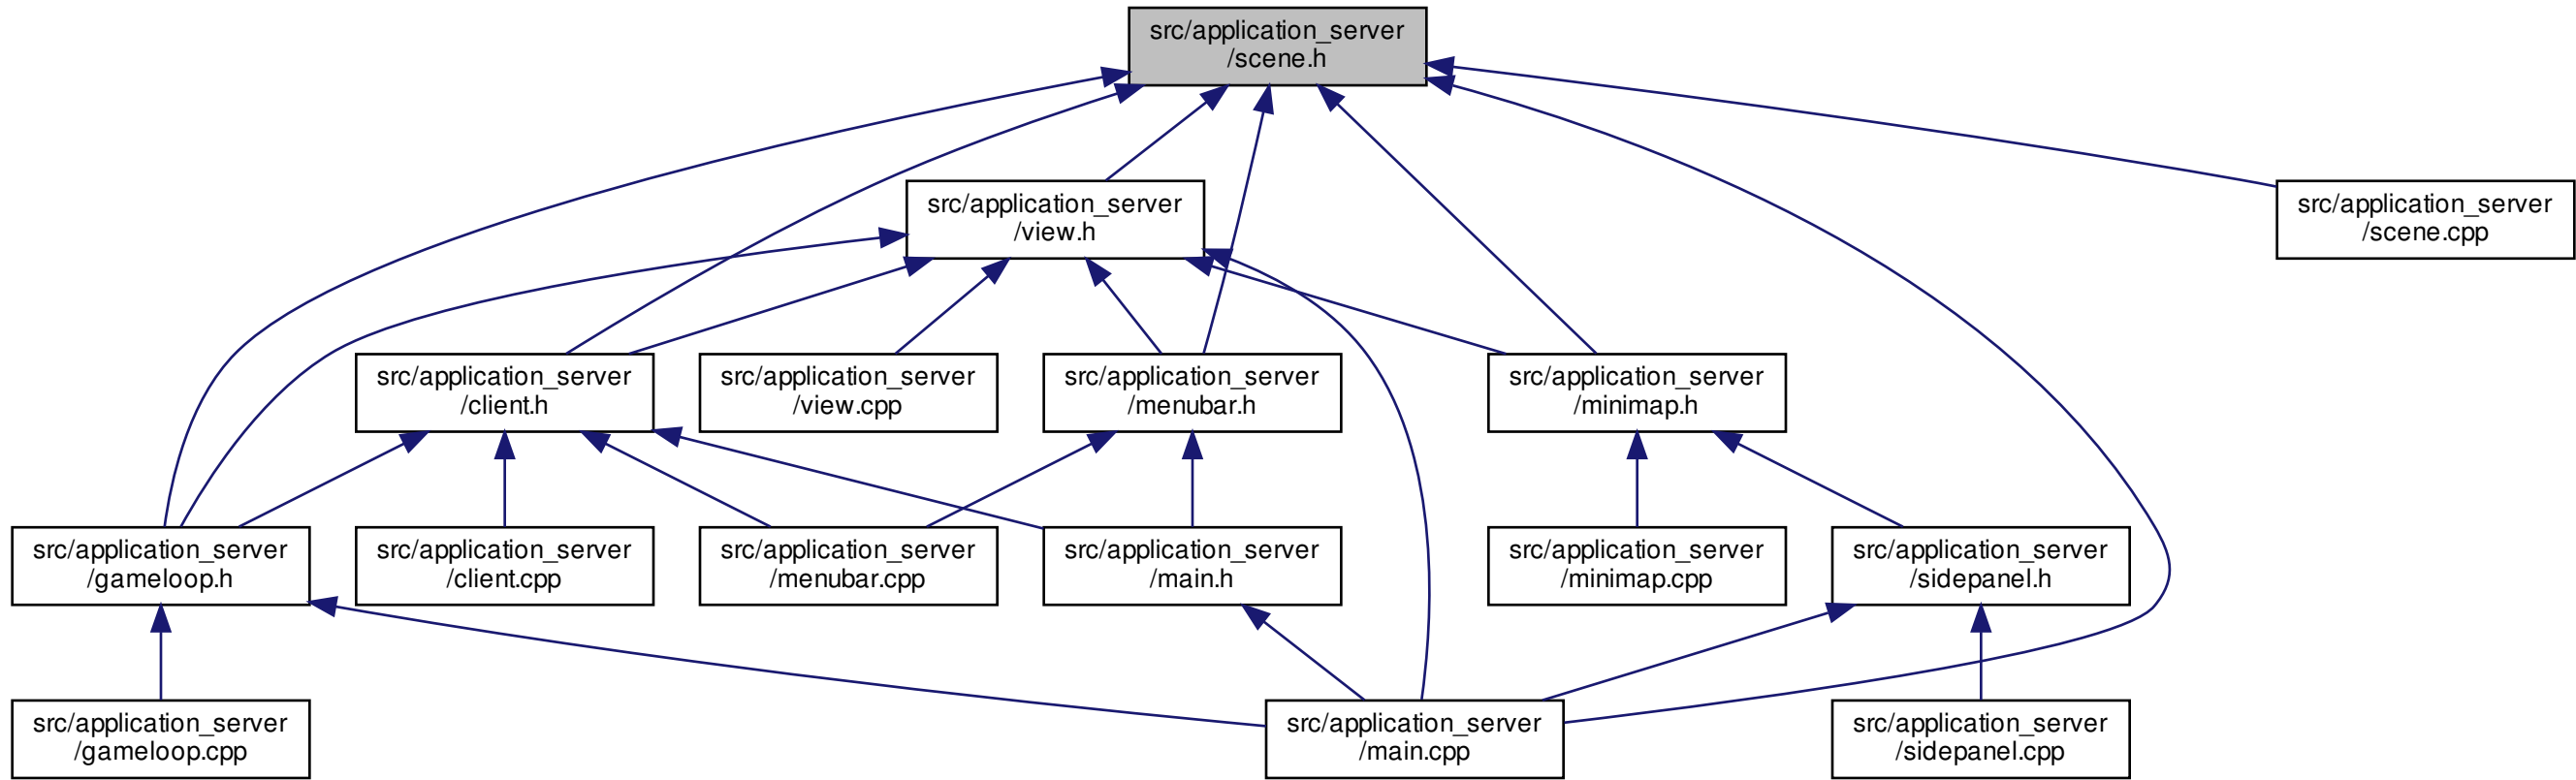 src/application_server
/scene.h
src/application_server
/view.h
src/application_server
/scene.cpp
src/application_server
/client.h
src/application_server
/view.cpp
src/application_server
/menubar.h
src/application_server
/minimap.h
src/application_server
/gameloop.h
src/application_server
/client.cpp
src/application_server
/menubar.cpp
src/application_server
/main.h
src/application_server
/minimap.cpp
src/application_server
/sidepanel.h
src/application_server
/gameloop.cpp
src/application_server
/main.cpp
src/application_server
/sidepanel.cpp